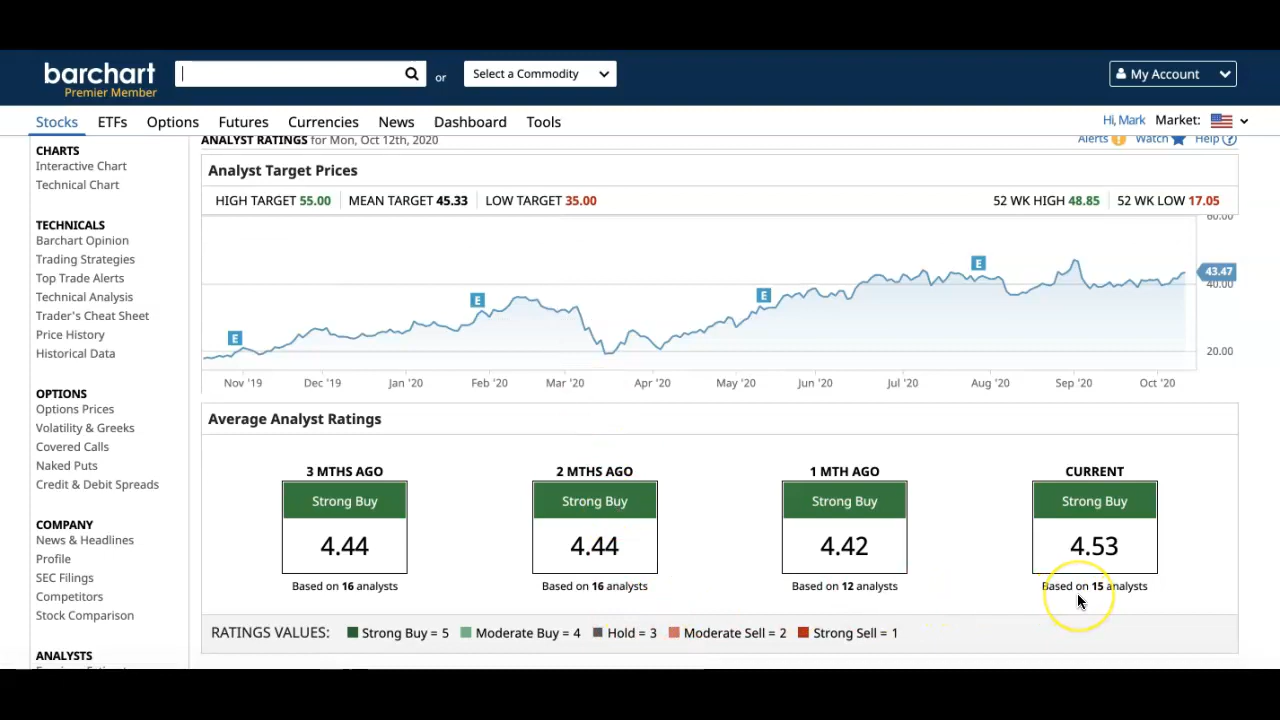 barchart
Premier Member
or
Select a Commodity
My Account
Stocks ETFs Options Futures Currencies News Dashboard Tools
Hi, Mark Market:
ANALYST RATINGS for Mon, Oct 12th, 2020
Alerts Watch Help
CHARTS
Interactive Chart
Technical Chart
TECHNICALS
Barchart Opinion
Trading Strategies
Top Trade Alerts
Technical Analysis
Trader's Cheat Sheet
Price History
Historical Data
OPTIONS
Options Prices
Volatility & Greeks
Covered Calls
Naked Puts
Credit & Debit Spreads
COMPANY
News & Headlines
Profile
SEC Filings
Competitors
Stock Comparison
ANALYSTS
Analyst Target Prices
HIGH TARGET 55.00 MEAN TARGET 45.33 LOW TARGET 35.00
52 WK HIGH 48.85 52 WK LOW 17.05
60.00
43.47
40.00
20.00
E E E E
Nov '19 Dec '19 Jan '20 Feb '20 Mar '20 Apr '20 May '20 Jun '20 Jul '20 Aug '20 Sep '20 Oct '20
Average Analyst Ratings
3 MTHS AGO
Strong Buy
4.44
Based on 16 analysts
2 MTHS AGO
Strong Buy
4.44
Based on 16 analysts
1 MTH AGO
Strong Buy
4.42
Based on 12 analysts
CURRENT
Strong Buy
4.53
Based on 15 analysts
RATINGS VALUES: Strong Buy = 5 Moderate Buy = 4 Hold = 3 Moderate Sell = 2 Strong Sell = 1